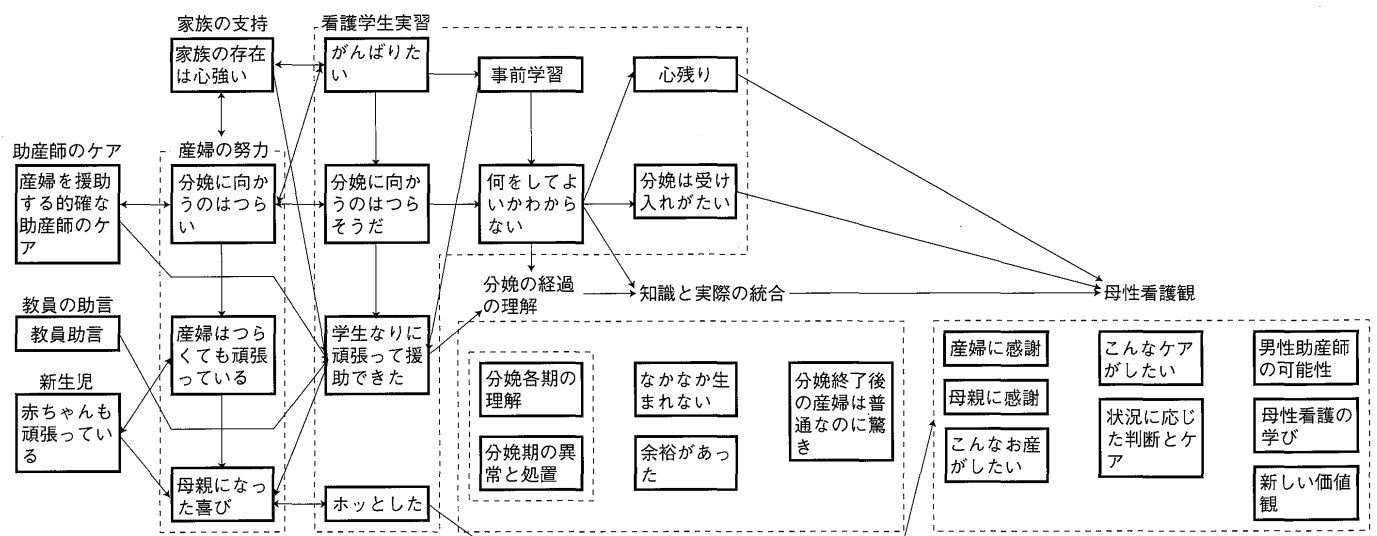 家族の支持
家族の存在
は心強い
看護学生実習
がんばりた
い
事前学習
心残り
助産師のケア
産婦を援助
する的確な
助産師のケ
ア
産婦の努力
分娩に向か
うのはつら
い
分娩に向か
うのはつら
そうだ
何をしてよ
いかわから
ない
分娩は受け
入れがたい
分娩の経過
の理解
知識と実際の統合
母性看護観
教員の助言
教員助言
産婦はつら
くても頑張
っている
学生なりに
頑張って援
助できた
新生児
赤ちゃんも
頑張ってい
る
母親になっ
た喜び
ホッとした
分娩各期の
理解
分娩期の異
常と処置
なかなか生
まれない
余裕があっ
た
分娩終了後
の産婦は普
通なのに驚
き
産婦に感謝
母親に感謝
こんなお産
がしたい
こんなケア
がしたい
状況に応じ
た判断とケ
ア
男性助産師
の可能性
母性看護の
学び
新しい価値
観